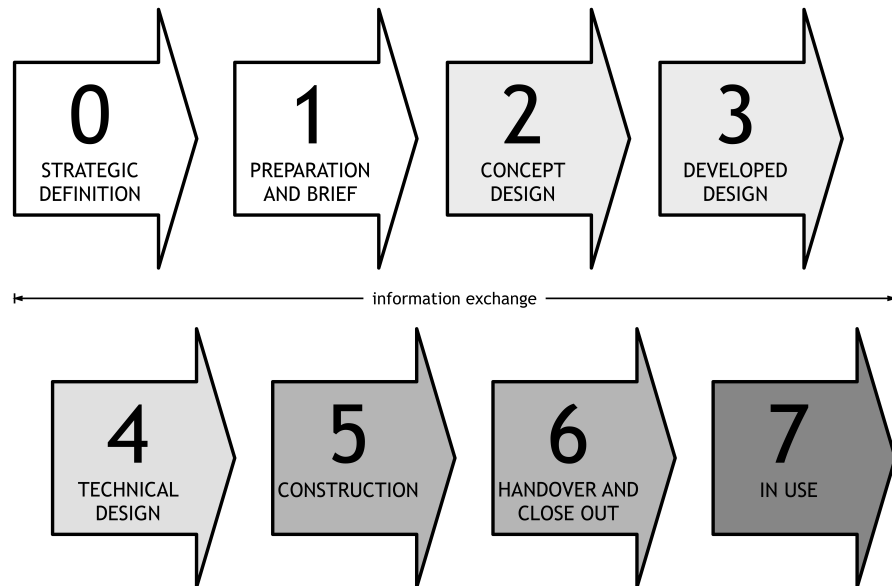 0
STRATEGIC
DEFINITION
1
PREPARATION
AND BRIEF
2
CONCEPT
DESIGN
3
DEVELOPED
DESIGN
information exchange
4
TECHNICAL
DESIGN
5
CONSTRUCTION
6
HANDOVER AND
CLOSE OUT
7
IN USE